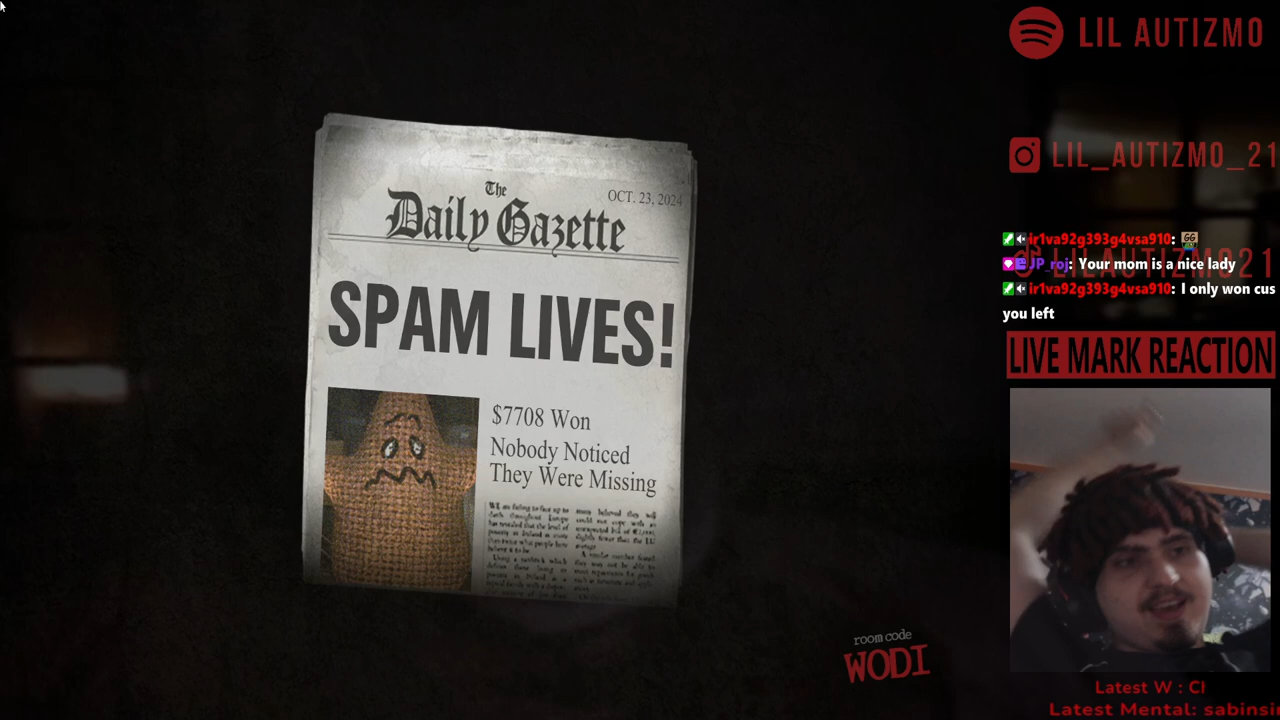 LIL AUTIZMO
The
Daily Gazette
OCT. 23, 2024
SPAM LIVES!
$7708 Won
Nobody Noticed
They Were Missing
LIL_AUTIZMO_21
LILAUTIZMO21
ir1va92g393g4vsa910:
JP_roj: Your mom is a nice lady
ir1va92g393g4vsa910: I only won cus
you left
LIVE MARK REACTION
room code
WODI
Latest W : Cl
Latest Mental: sabinsi